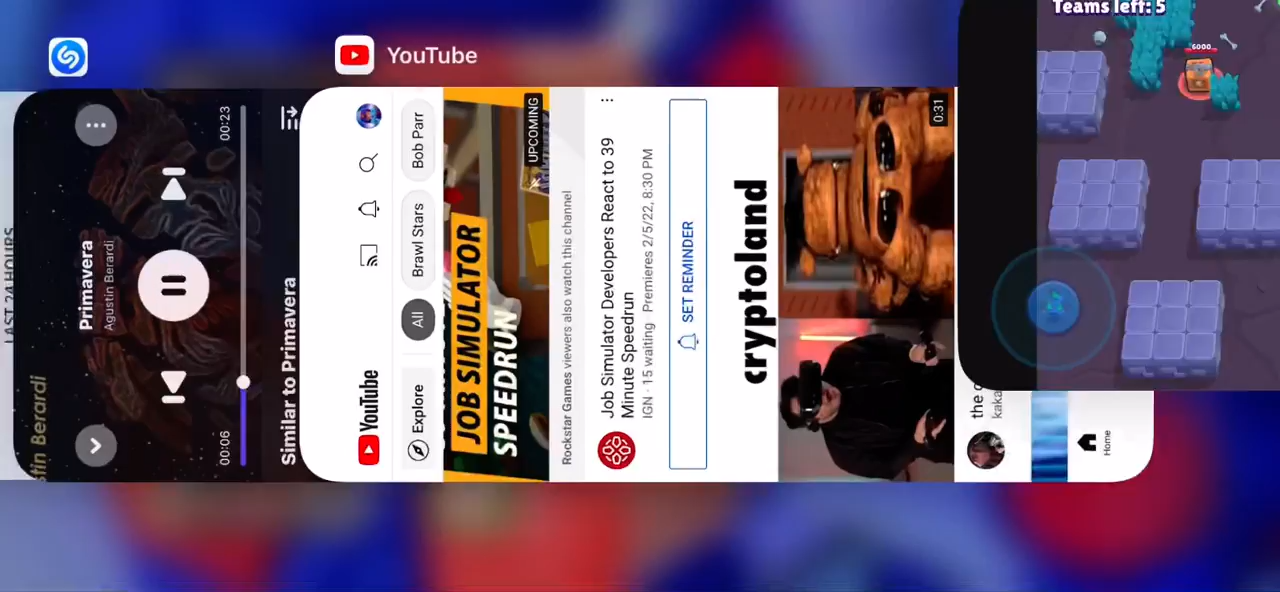 YouTube
LAST 24 HOURS
tin Berardi
Primavera
Agustin Berardi
00:06
00:23
Similar to Primavera
YouTube
Explore
All
Brawl Stars
Bob Parr
JOB SIMULATOR
SPEEDRUN
UPCOMING
Rockstar Games viewers also watch this channel
Job Simulator Developers React to 39
Minute Speedrun
IGN · 15 waiting Premieres 2/5/22, 8:30 PM
SET REMINDER
cryptoland
0:31
the c
kaka
Home
Teams left: 5
6000